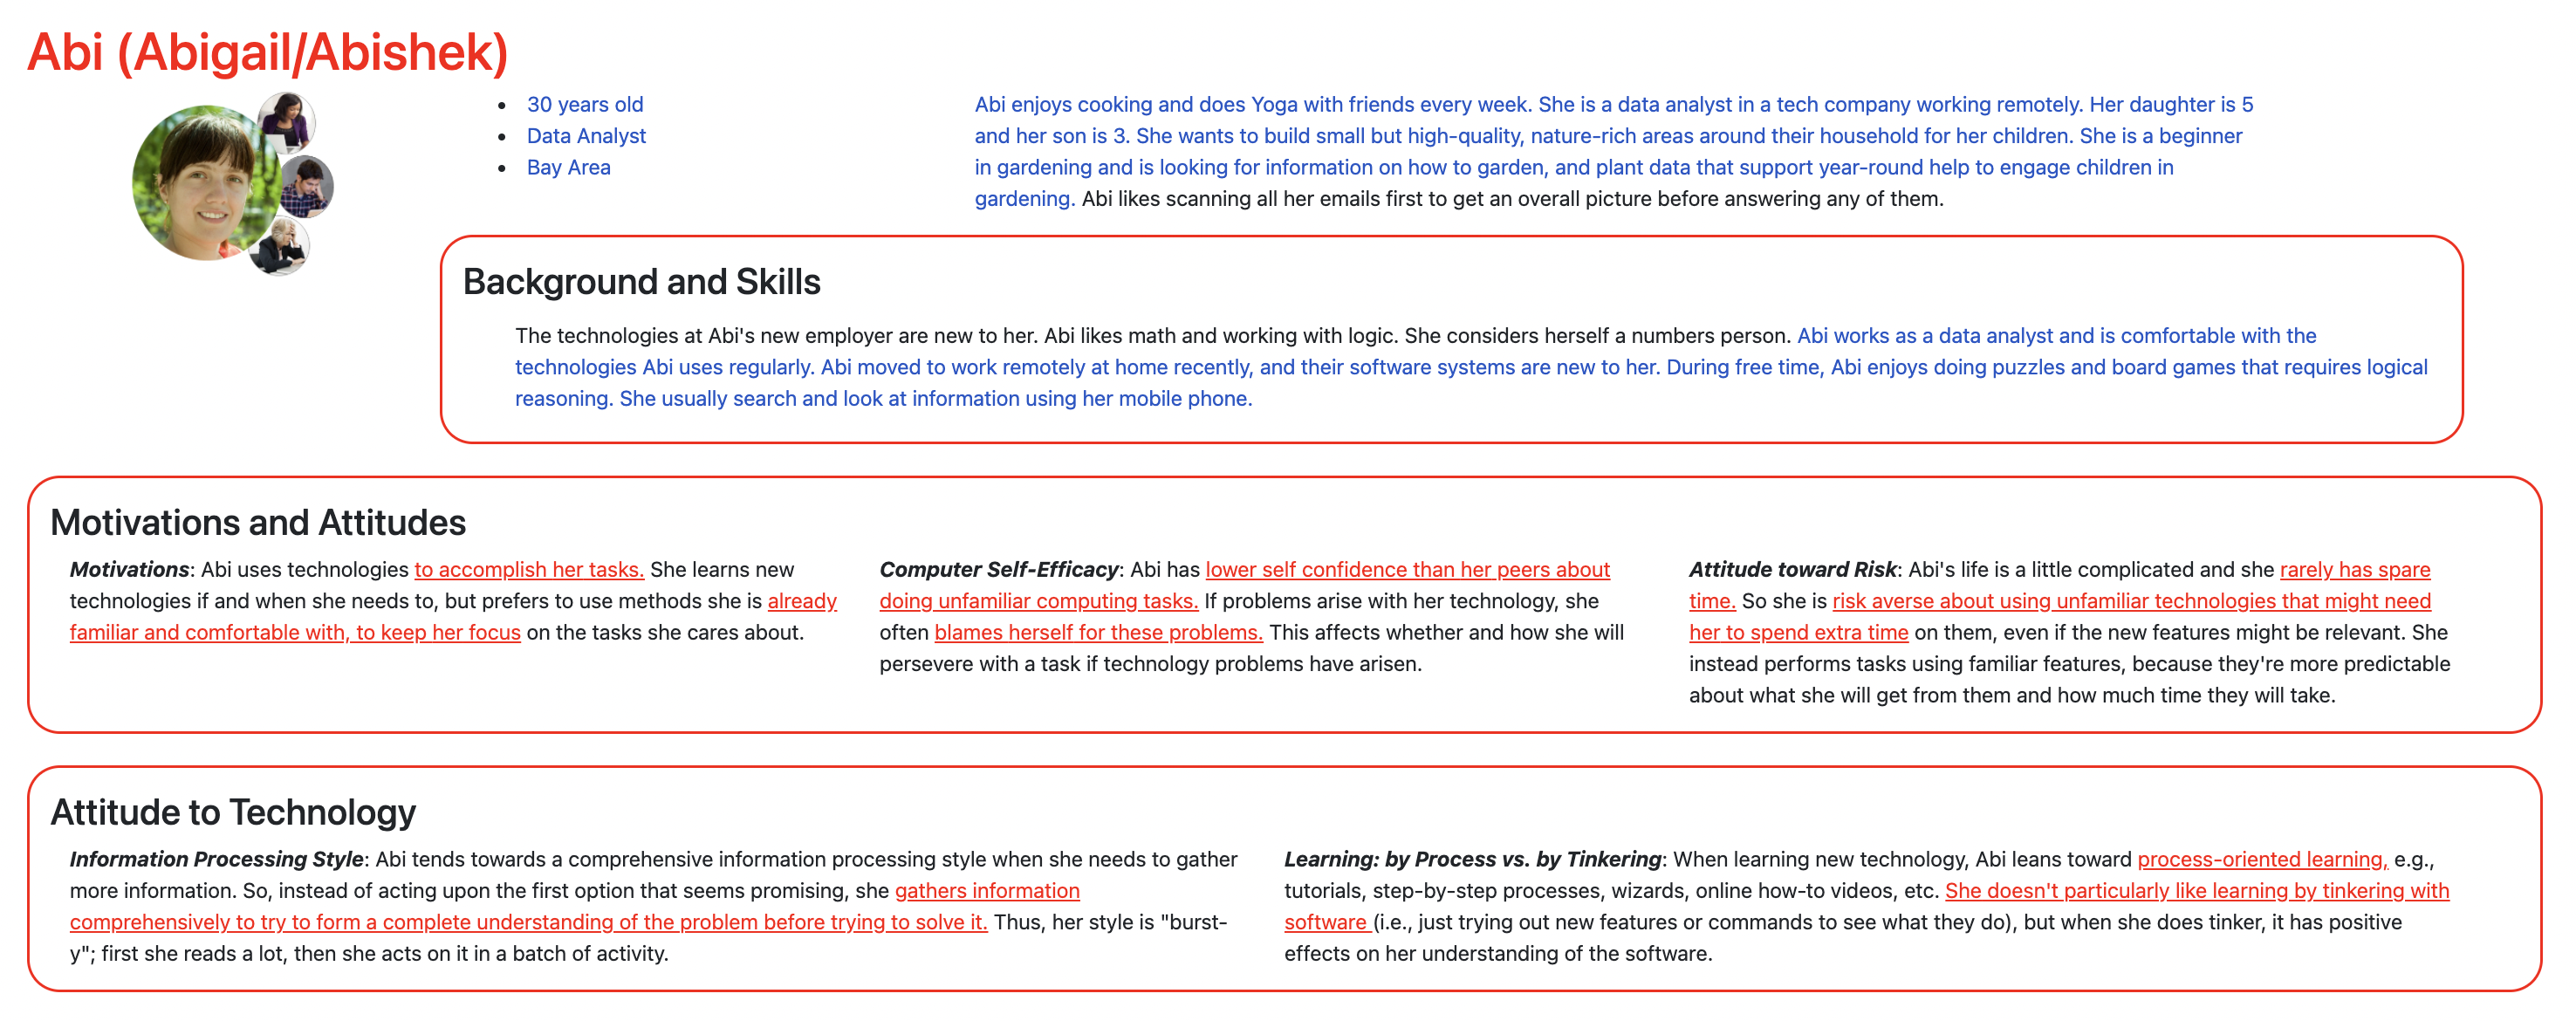 Abi (Abigail/Abishek)
• 30 years old
• Data Analyst
• Bay Area
Abi enjoys cooking and does Yoga with friends every week. She is a data analyst in a tech company working remotely. Her daughter is 5
and her son is 3. She wants to build small but high-quality, nature-rich areas around their household for her children. She is a beginner
in gardening and is looking for information on how to garden, and plant data that support year-round help to engage children in
gardening. Abi likes scanning all her emails first to get an overall picture before answering any of them.
Background and Skills
The technologies at Abi's new employer are new to her. Abi likes math and working with logic. She considers herself a numbers person. Abi works as a data analyst and is comfortable with the
technologies Abi uses regularly. Abi moved to work remotely at home recently, and their software systems are new to her. During free time, Abi enjoys doing puzzles and board games that requires logical
reasoning. She usually search and look at information using her mobile phone.
Motivations and Attitudes
Motivations: Abi uses technologies to accomplish her tasks. She learns new
technologies if and when she needs to, but prefers to use methods she is already
familiar and comfortable with, to keep her focus on the tasks she cares about.
Computer Self-Efficacy: Abi has lower self confidence than her peers about
doing unfamiliar computing tasks. If problems arise with her technology, she
often blames herself for these problems. This affects whether and how she will
persevere with a task if technology problems have arisen.
Attitude toward Risk: Abi's life is a little complicated and she rarely has spare
time. So she is risk averse about using unfamiliar technologies that might need
her to spend extra time on them, even if the new features might be relevant. She
instead performs tasks using familiar features, because they're more predictable
about what she will get from them and how much time they will take.
Attitude to Technology
Information Processing Style: Abi tends towards a comprehensive information processing style when she needs to gather
more information. So, instead of acting upon the first option that seems promising, she gathers information
comprehensively to try to form a complete understanding of the problem before trying to solve it. Thus, her style is "burst-
y"; first she reads a lot, then she acts on it in a batch of activity.
Learning: by Process vs. by Tinkering: When learning new technology, Abi leans toward process-oriented learning, e.g.,
tutorials, step-by-step processes, wizards, online how-to videos, etc. She doesn't particularly like learning by tinkering with
software (i.e., just trying out new features or commands to see what they do), but when she does tinker, it has positive
effects on her understanding of the software.